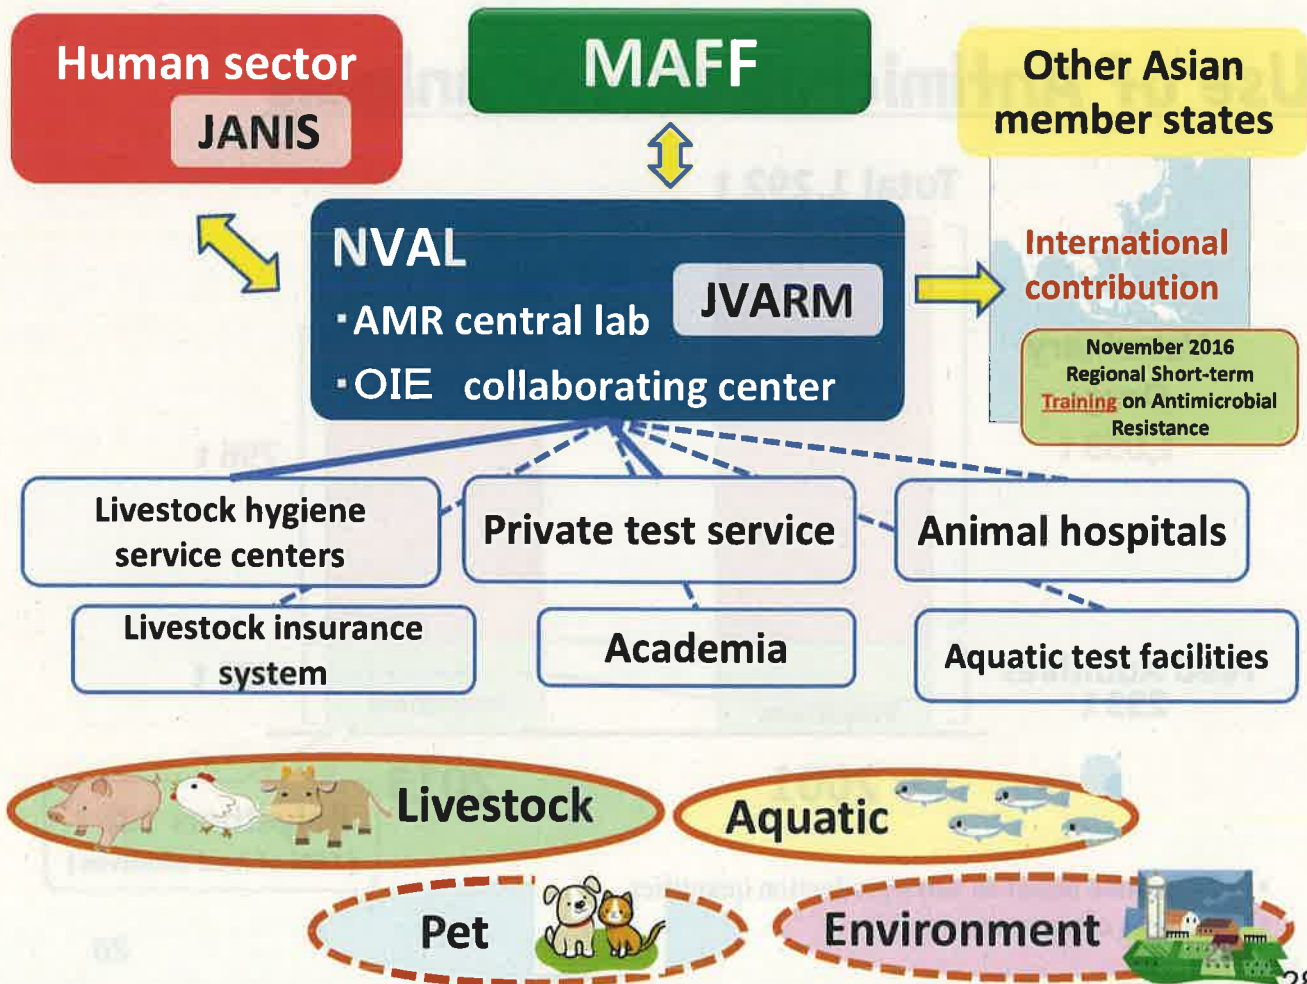 Human sector
JANIS
MAFF
Other Asian
member states
NVAL
・AMR central lab
JVARM
・OIE collaborating center
International
contribution
November 2016
Regional Short-term
Training on Antimicrobial
Resistance
Livestock hygiene
service centers
Private test service
Animal hospitals
Livestock insurance
system
Academia
Aquatic test facilities
Livestock
Aquatic
Pet
Environment